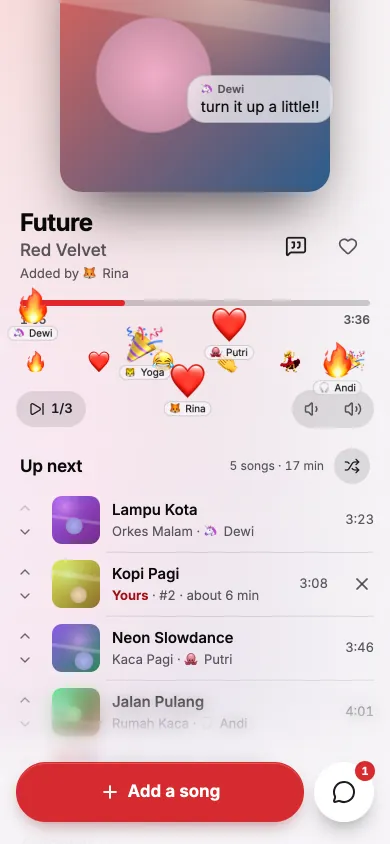 Dewi
turn it up a little!!
Future
Red Velvet
Added by Rina
3:36
Dewi
Putri
Yoga
Andi
Rina
1/3
Up next
5 songs · 17 min
Lampu Kota
Orkes Malam · Dewi
3:23
Kopi Pagi
Yours · #2 · about 6 min
3:08
Neon Slowdance
Kaca Pagi · Putri
3:46
Jalan Pulang
Rumah Kaca · Andi
4:01
Add a song
1